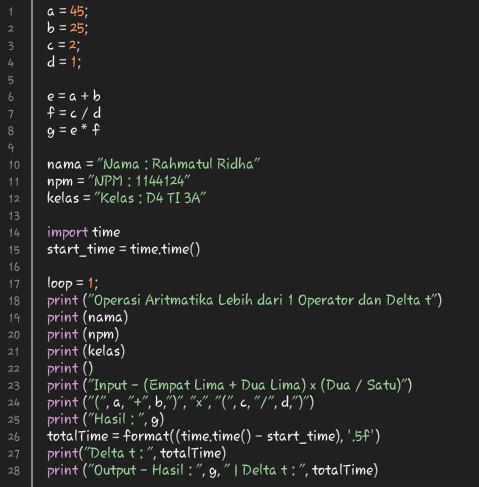 1 a = 45;
2 b = 25;
3 c = 2;
4 d = 1;
5
6 e = a + b
7 f = c / d
8 g = e * f
9
10 nama = "Nama : Rahmatul Ridha"
11 npm = "NPM : 1144124"
12 kelas = "Kelas : D4 TI 3A"
13
14 import time
15 start_time = time.time()
16
17 loop = 1;
18 print ("Operasi Aritmatika Lebih dari 1 Operator dan Delta t")
19 print (nama)
20 print (npm)
21 print (kelas)
22 print ()
23 print ("Input - (Empat Lima + Dua Lima) x (Dua / Satu)")
24 print ("(", a, "+", b,")", "x", "(", c, "/", d,")")
25 print ("Hasil : ", g)
26 totalTime = format((time.time() - start_time), '.5f')
27 print("Delta t : ", totalTime)
28 print ("Output - Hasil : ", g, " | Delta t : ", totalTime)